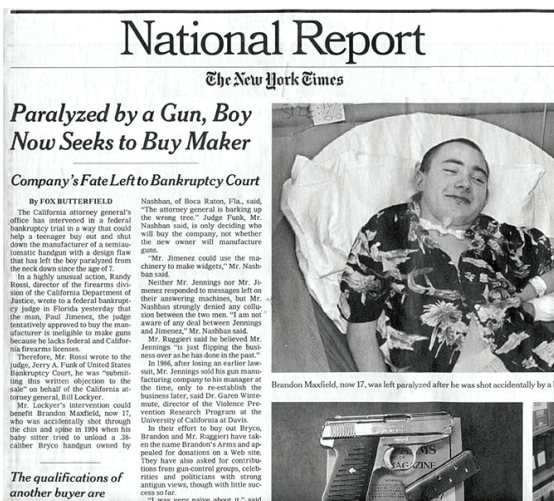 National Report
The New York Times
Paralyzed by a Gun, Boy
Now Seeks to Buy Maker
Company's Fate Left to Bankruptcy Court
By FOX BUTTERFIELD
The California attorney general's
office has intervened in a federal
bankruptcy trial in a way that could
help a teenager buy out and shut
down the manufacturer of a semiau-
tomatic handgun with a design flaw
that has left the boy paralyzed from
the neck down since the age of 7.
In a highly unusual action, Randy
Rossi, director of the firearms divi-
sion of the California Department of
Justice, wrote to a federal bankrupt-
cy judge in Florida yesterday that
the man, Paul Jimenez, the judge
tentatively approved to buy the man-
ufacturer is ineligible to make guns
because he lacks federal and Califor-
nia firearms licenses.
Therefore, Mr. Rossi wrote to the
judge, Jerry A. Funk of United States
Bankruptcy Court, he was "submit-
ting this written objection to the
sale" on behalf of the California at-
torney general, Bill Lockyer.
Mr. Lockyer's intervention could
benefit Brandon Maxfield, now 17,
who was accidentally shot through
the chin and spine in 1994 when his
baby sitter tried to unload a .38-
caliber Bryco handgun owned by
The qualifications of
another buyer are
Nashban, of Boca Raton, Fla., said,
"The attorney general is barking up
the wrong tree." Judge Funk, Mr.
Nashban said, is only deciding who
will buy the company, not whether
the new owner will manufacture
guns.
"Mr. Jimenez could use the ma-
chinery to make widgets," Mr. Nash-
ban said.
Neither Mr. Jennings nor Mr. Ji-
menez responded to messages left on
their answering machines, but Mr.
Nashban strongly denied any collu-
sion between the two men. "I am not
aware of any deal between Jennings
and Jimenez," Mr. Nashban said.
Mr. Ruggieri said he believed Mr.
Jennings "is just flipping the busi-
ness over as he has done in the past."
In 1986, after losing an earlier law-
suit, Mr. Jennings sold his gun manu-
facturing company to his manager at
the time, only to re-establish the
business later, said Dr. Garen Winte-
mute, director of the Violence Pre-
vention Research Program at the
University of California at Davis.
In their effort to buy out Bryco,
Brandon and Mr. Ruggieri have tak-
en the name Brandon's Arms and ap-
pealed for donations on a Web site.
They have also asked for contribu-
tions from gun-control groups, celeb-
rities and politicians with strong
antigun views, though with little suc-
cess so far.
"I was very naive about it," said
Brandon Maxfield, now 17, was left paralyzed after he was shot accidentally by a
MAGAZINE